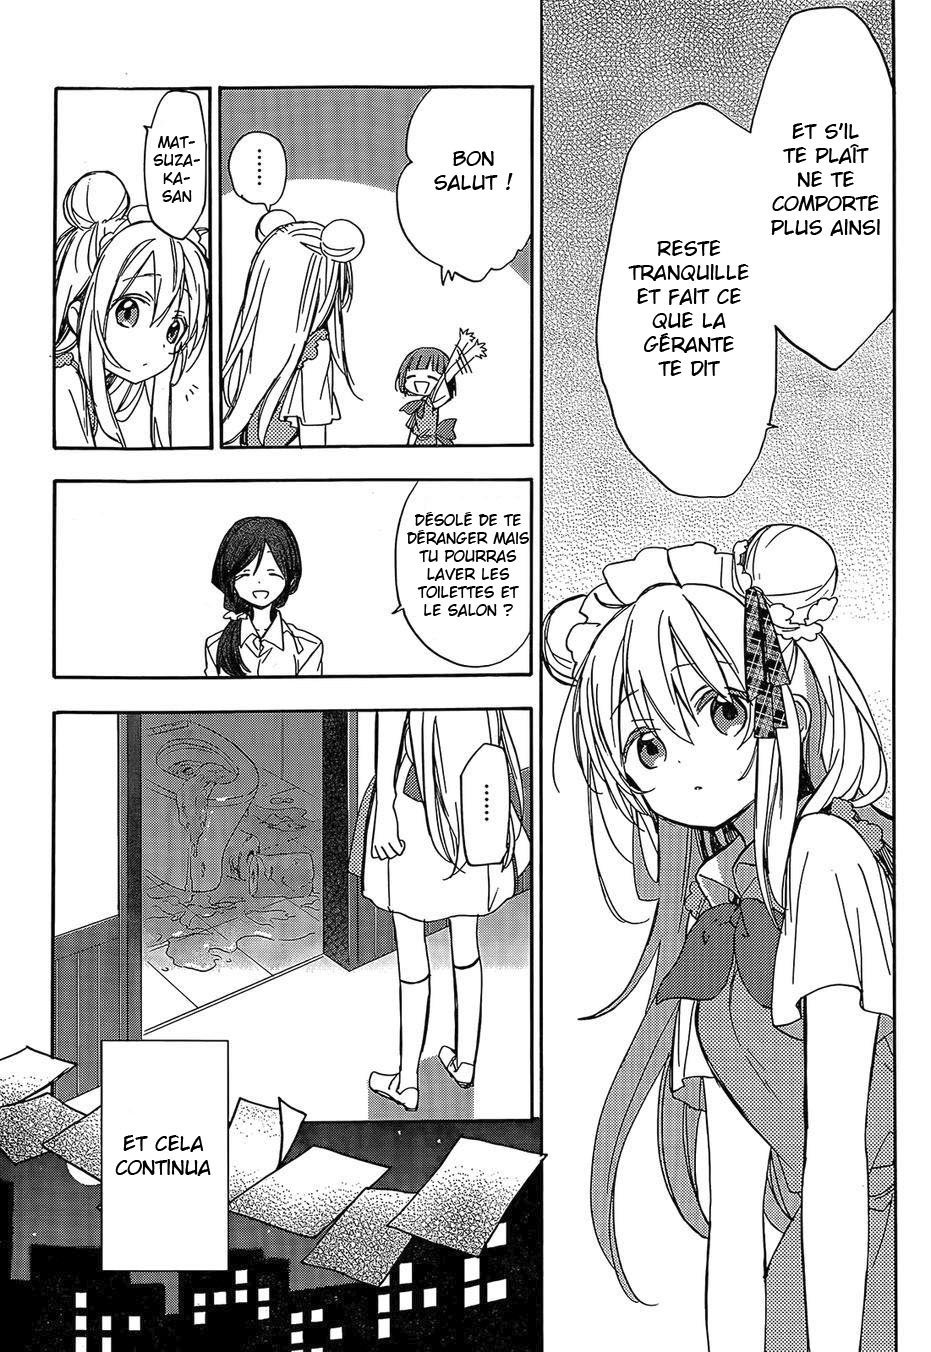 ET S'IL
TE PLAÎT
NE TE
COMPORTE
PLUS AINSI
RESTE
TRANQUILLE
ET FAIT CE
QUE LA
GÉRANTE
TE DIT
BON
SALUT !
......
MAT-
SUZA-
KA-
SAN
DÉSOLÉ DE TE
DÉRANGER MAIS
TU POURRAS
LAVER LES
TOILETTES ET
LE SALON ?
......
ET CELA
CONTINUA